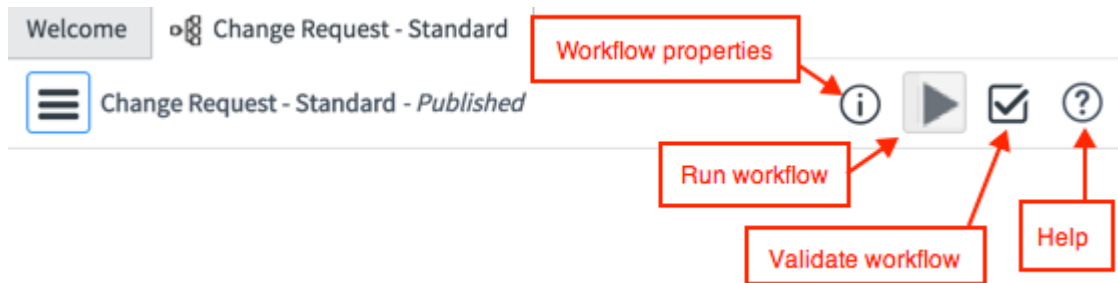 Welcome
Change Request - Standard
Workflow properties
Change Request - Standard - Published
Run workflow
Validate workflow
Help